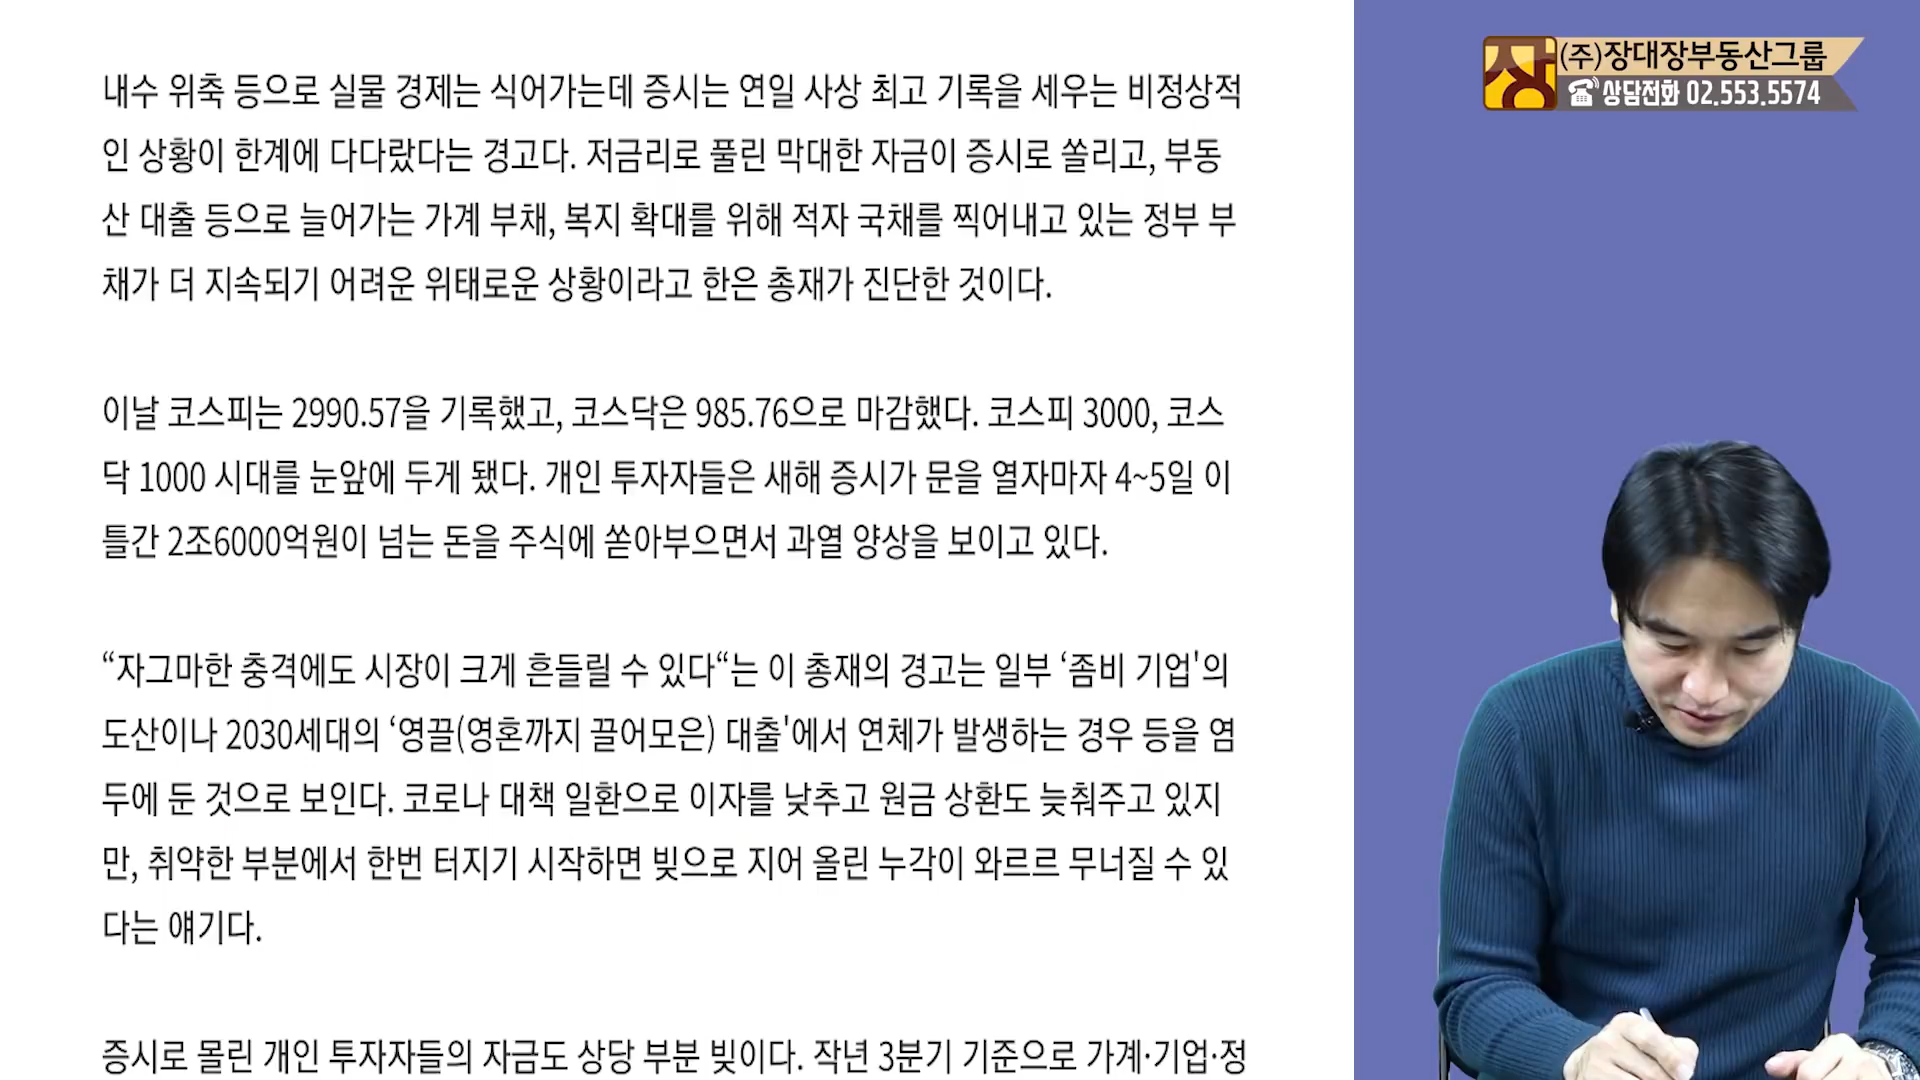 내수 위축 등으로 실물 경제는 식어가는데 증시는 연일 사상 최고 기록을 세우는 비정상적
인 상황이 한계에 다다랐다는 경고다. 저금리로 풀린 막대한 자금이 증시로 쏠리고, 부동
산 대출 등으로 늘어가는 가계 부채, 복지 확대를 위해 적자 국채를 찍어내고 있는 정부 부
채가 더 지속되기 어려운 위태로운 상황이라고 한은 총재가 진단한 것이다.
이날 코스피는 2990.57을 기록했고, 코스닥은 985.76으로 마감했다. 코스피 3000, 코스
닥 1000 시대를 눈앞에 두게 됐다. 개인 투자자들은 새해 증시가 문을 열자마자 4~5일 이
틀간 2조6000억원이 넘는 돈을 주식에 쏟아부으면서 과열 양상을 보이고 있다.
“자그마한 충격에도 시장이 크게 흔들릴 수 있다“는 이 총재의 경고는 일부 ‘좀비 기업'의
도산이나 2030세대의 ‘영끌(영혼까지 끌어모은) 대출'에서 연체가 발생하는 경우 등을 염
두에 둔 것으로 보인다. 코로나 대책 일환으로 이자를 낮추고 원금 상환도 늦춰주고 있지
만, 취약한 부분에서 한번 터지기 시작하면 빚으로 지어 올린 누각이 와르르 무너질 수 있
다는 얘기다.
증시로 몰린 개인 투자자들의 자금도 상당 부분 빚이다. 작년 3분기 기준으로 가계·기업·정
장
(주)장대장부동산그룹
상담전화 02.553.5574